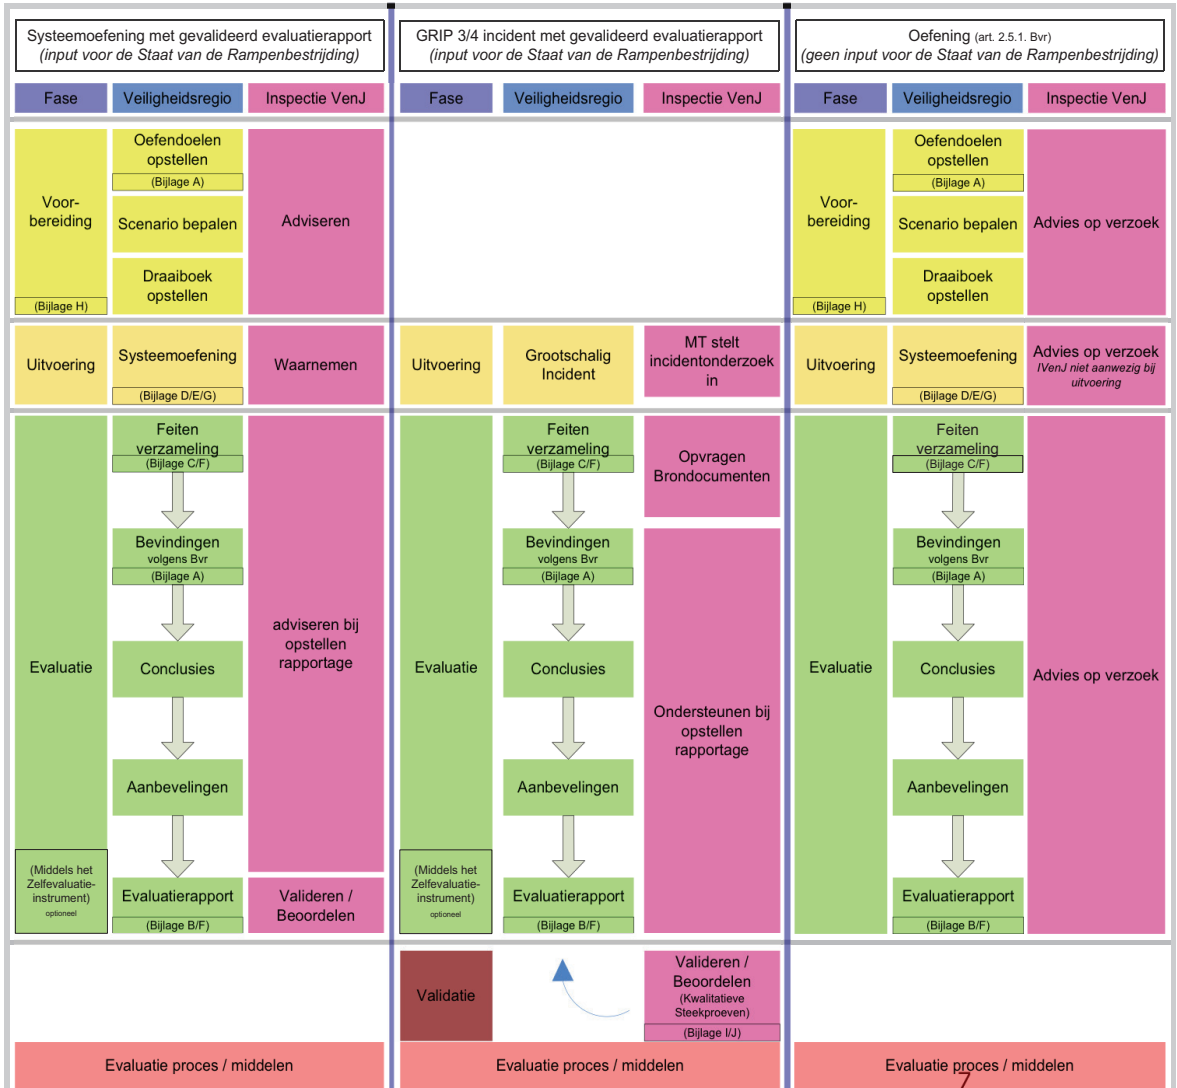 Systeemoefening met gevalideerd evaluatierapport
(input voor de Staat van de Rampenbestrijding)
Fase
Veiligheidsregio
Inspectie VenJ
Voor-
bereiding
(Bijlage H)
Oefendoelen
opstellen
(Bijlage A)
Scenario bepalen
Draaiboek
opstellen
Adviseren
Uitvoering
Systeemoefening
(Bijlage D/E/G)
Waarnemen
Evaluatie
(Middels het
Zelfevaluatie-
instrument)
optioneel
Feiten
verzameling
(Bijlage C/F)
Bevindingen
volgens Bvr
(Bijlage A)
Conclusies
Aanbevelingen
Evaluatierapport
(Bijlage B/F)
adviseren bij
opstellen
rapportage
Valideren /
Beoordelen
Evaluatie proces / middelen
GRIP 3/4 incident met gevalideerd evaluatierapport
(input voor de Staat van de Rampenbestrijding)
Fase
Veiligheidsregio
Inspectie VenJ
Uitvoering
Grootschalig
Incident
MT stelt
incidentonderzoek
in
Evaluatie
(Middels het
Zelfevaluatie-
instrument)
optioneel
Feiten
verzameling
(Bijlage C/F)
Bevindingen
volgens Bvr
(Bijlage A)
Conclusies
Aanbevelingen
Evaluatierapport
(Bijlage B/F)
Opvragen
Brondocumenten
Ondersteunen bij
opstellen
rapportage
Validatie
Valideren /
Beoordelen
(Kwalitatieve
Steekproeven)
(Bijlage I/J)
Evaluatie proces / middelen
Oefening (art. 2.5.1. Bvr)
(geen input voor de Staat van de Rampenbestrijding)
Fase
Veiligheidsregio
Inspectie VenJ
Voor-
bereiding
(Bijlage H)
Oefendoelen
opstellen
(Bijlage A)
Scenario bepalen
Draaiboek
opstellen
Advies op verzoek
Uitvoering
Systeemoefening
(Bijlage D/E/G)
Advies op verzoek
IVenJ niet aanwezig bij
uitvoering
Evaluatie
Feiten
verzameling
(Bijlage C/F)
Bevindingen
volgens Bvr
(Bijlage A)
Conclusies
Aanbevelingen
Evaluatierapport
(Bijlage B/F)
Advies op verzoek
Evaluatie proces / middelen
7